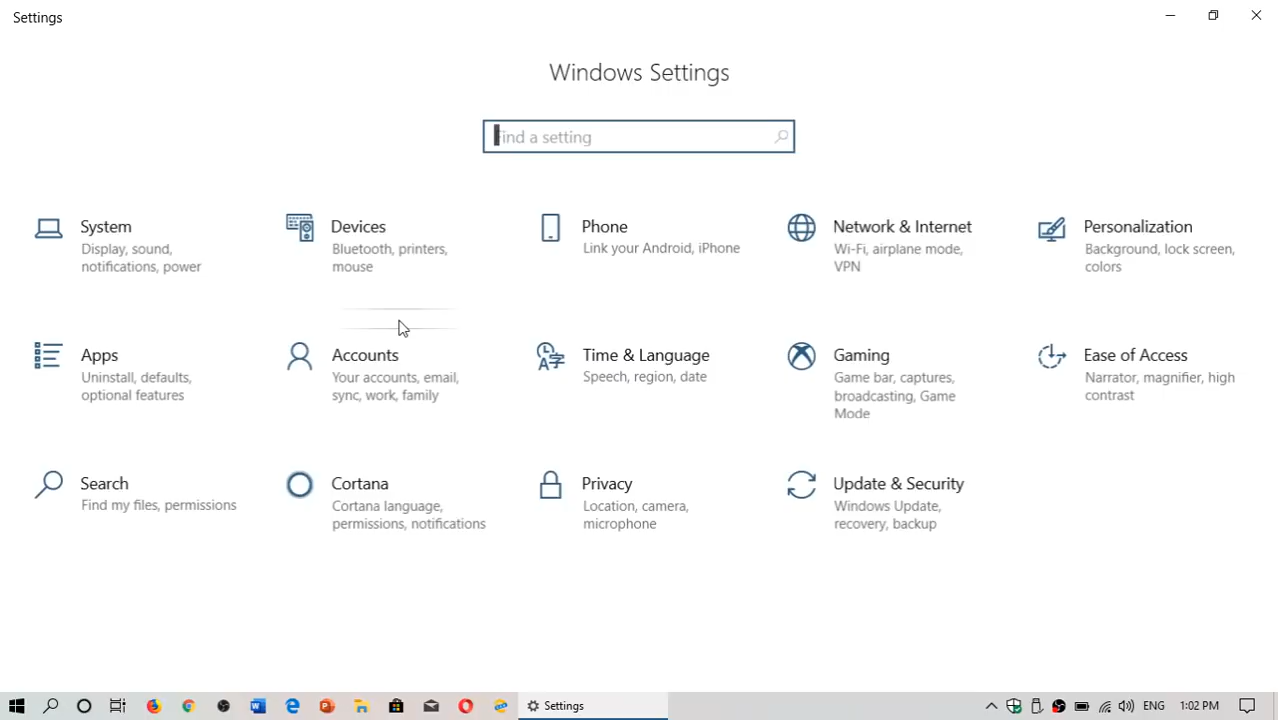 Settings
Windows Settings
Find a setting
System
Display, sound,
notifications, power
Devices
Bluetooth, printers,
mouse
Phone
Link your Android, iPhone
Network & Internet
Wi-Fi, airplane mode,
VPN
Personalization
Background, lock screen,
colors
Apps
Uninstall, defaults,
optional features
Accounts
Your accounts, email,
sync, work, family
Time & Language
Speech, region, date
Gaming
Game bar, captures,
broadcasting, Game
Mode
Ease of Access
Narrator, magnifier, high
contrast
Search
Find my files, permissions
Cortana
Cortana language,
permissions, notifications
Privacy
Location, camera,
microphone
Update & Security
Windows Update,
recovery, backup
Settings
ENG
1:02 PM